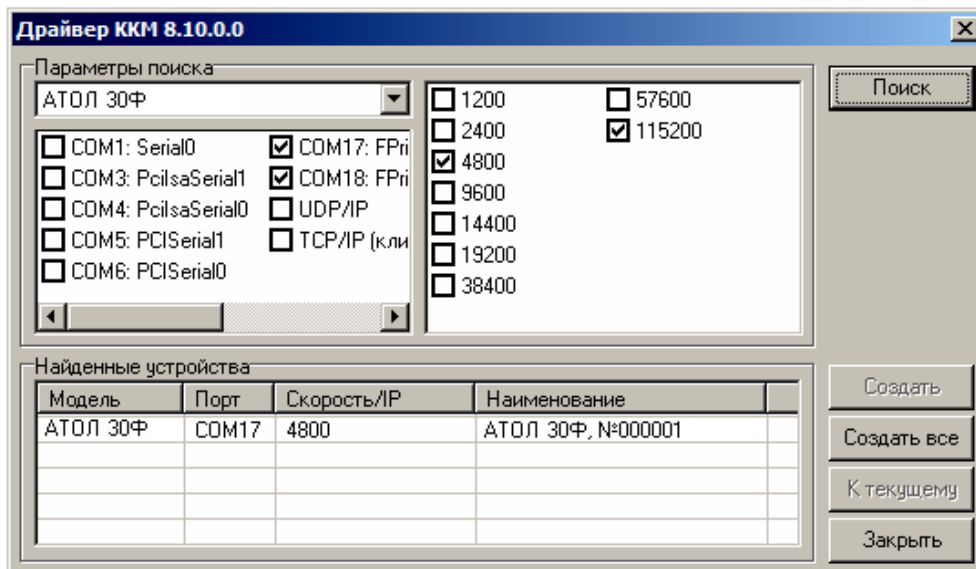 Драйвер ККМ 8.10.0.0
Параметры поиска
АТОЛ 30Ф
COM1: Serial0
COM3: PcilsaSerial1
COM4: PcilsaSerial0
COM5: PCISerial1
COM6: PCISerial0
COM17: FPri
COM18: FPri
UDP/IP
TCP/IP (кли
1200
2400
4800
9600
14400
19200
38400
57600
115200
Поиск
Найденные устройства
Модель Порт Скорость/IP Наименование
АТОЛ 30Ф COM17 4800 АТОЛ 30Ф, №000001
Создать
Создать все
К текущему
Закрыть